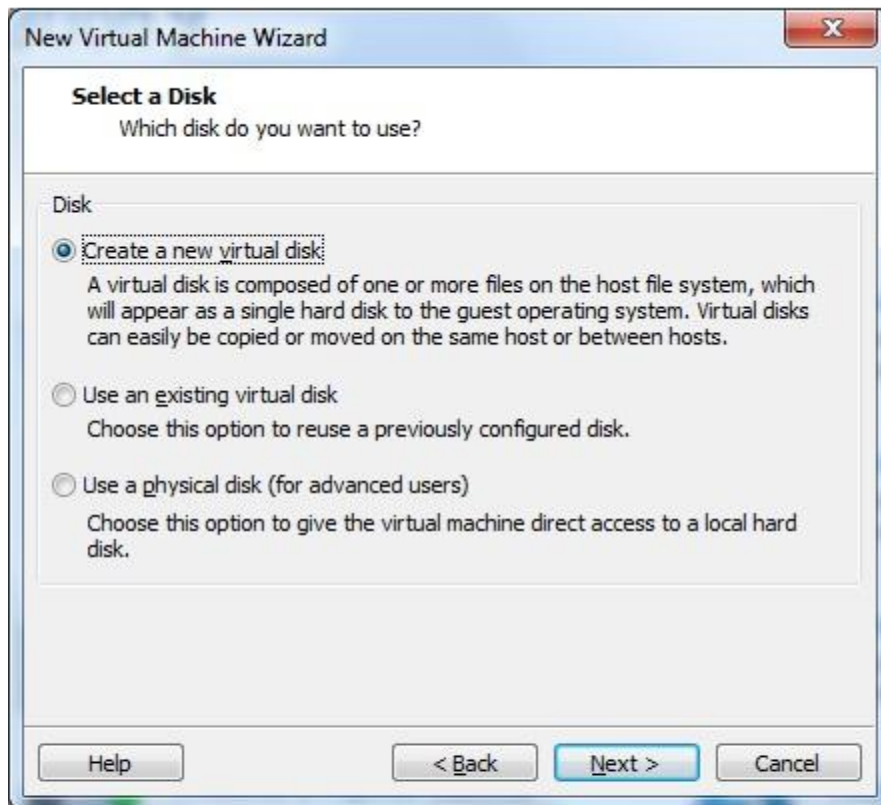 New Virtual Machine Wizard
Select a Disk
Which disk do you want to use?
Disk
Create a new virtual disk
A virtual disk is composed of one or more files on the host file system, which
will appear as a single hard disk to the guest operating system. Virtual disks
can easily be copied or moved on the same host or between hosts.
Use an existing virtual disk
Choose this option to reuse a previously configured disk.
Use a physical disk (for advanced users)
Choose this option to give the virtual machine direct access to a local hard
disk.
Help
< Back
Next >
Cancel